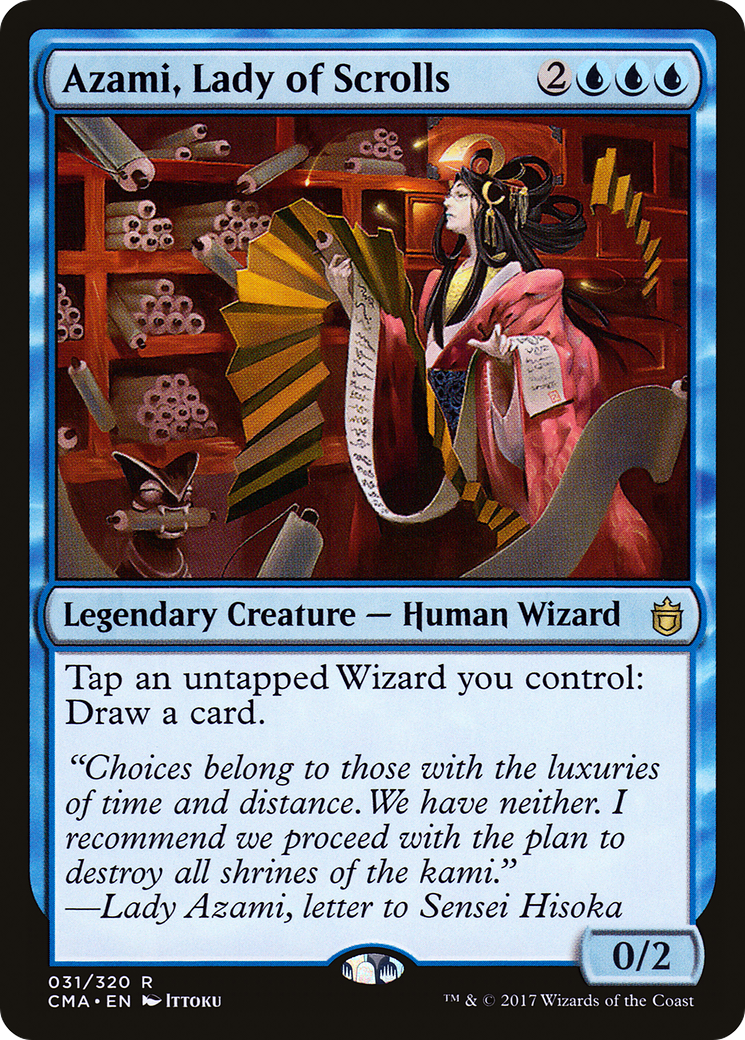 Azami, Lady of Scrolls 2
Legendary Creature — Human Wizard
Tap an untapped Wizard you control:
Draw a card.
“Choices belong to those with the luxuries
of time and distance. We have neither. I
recommend we proceed with the plan to
destroy all shrines of the kami.”
—Lady Azami, letter to Sensei Hisoka
0/2
031/320 R
CMA • EN Ittoku
™ & © 2017 Wizards of the Coast